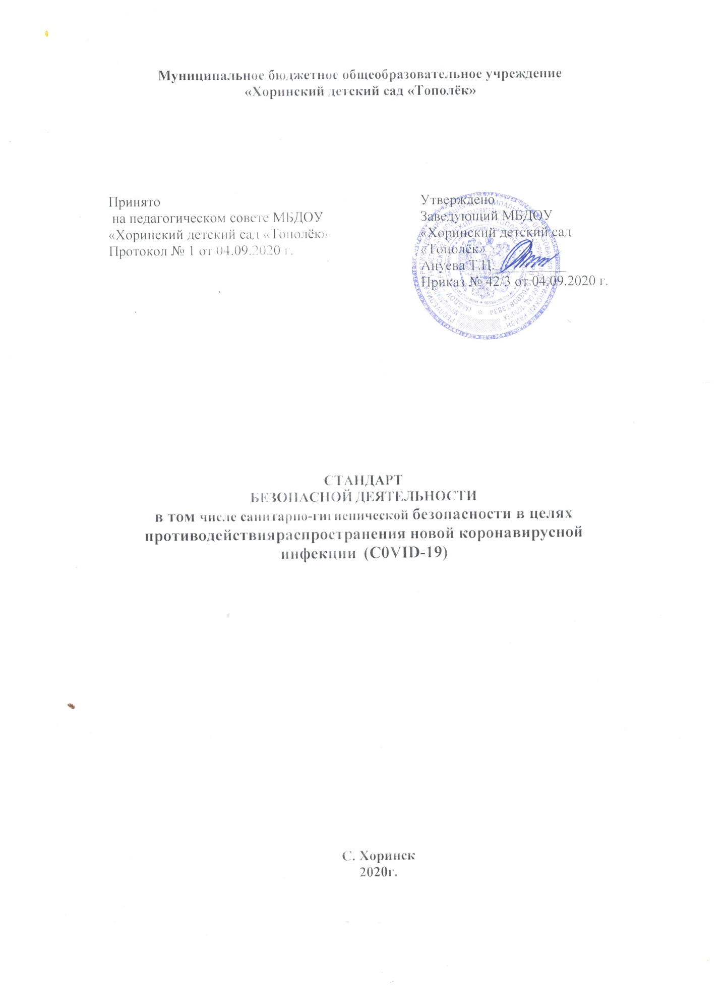 Муниципальное бюджетное общеобразовательное учреждение
«Хоринский детский сад «Тополёк»
Принято
на педагогическом совете МБДОУ
«Хоринский детский сад «Тополёк»
Протокол № 1 от 04.09.2020 г.
Утверждено
Заведующий МБДОУ
«Хоринский детский сад
«Тополёк»
Ануева Т.Ц.
Приказ № 42/3 от 04.09.2020 г.
СТАНДАРТ
БЕЗОПАСНОЙ ДЕЯТЕЛЬНОСТИ
в том числе санитарно-гигиенической безопасности в целях
противодействияраспространения новой коронавирусной
инфекции (C0VID-19)
С. Хоринск
2020г.